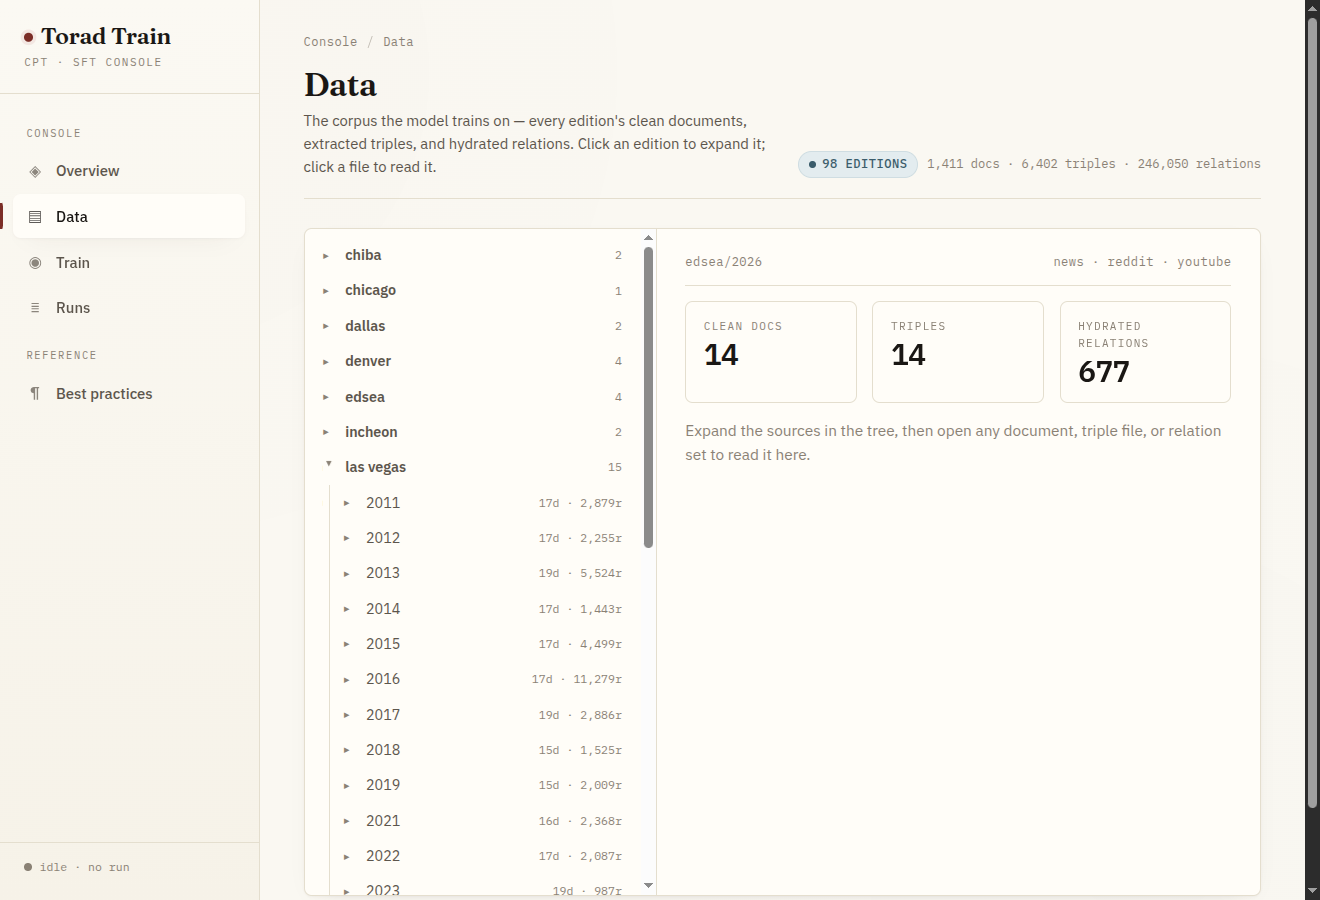 Torad Train
CPT · SFT CONSOLE
CONSOLE
◈ Overview
▤ Data
◉ Train
≣ Runs
REFERENCE
¶ Best practices
idle · no run
Console / Data
Data
The corpus the model trains on — every edition's clean documents,
extracted triples, and hydrated relations. Click an edition to expand it;
click a file to read it.
98 EDITIONS 1,411 docs · 6,402 triples · 246,050 relations
▸ chiba 2
▸ chicago 1
▸ dallas 2
▸ denver 4
▸ edsea 4
▸ incheon 2
▾ las vegas 15
▸ 2011 17d · 2,879r
▸ 2012 17d · 2,255r
▸ 2013 19d · 5,524r
▸ 2014 17d · 1,443r
▸ 2015 17d · 4,499r
▸ 2016 17d · 11,279r
▸ 2017 19d · 2,886r
▸ 2018 15d · 1,525r
▸ 2019 15d · 2,009r
▸ 2021 16d · 2,368r
▸ 2022 17d · 2,087r
▸ 2023 19d · 987r
edsea/2026 news · reddit · youtube
CLEAN DOCS
14
TRIPLES
14
HYDRATED
RELATIONS
677
Expand the sources in the tree, then open any document, triple file, or relation
set to read it here.